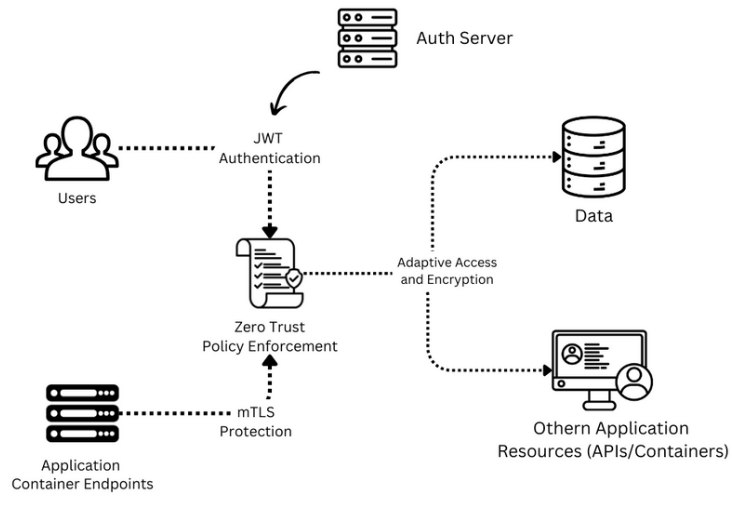 Auth Server
JWT
Authentication
Users
Data
Adaptive Access
and Encryption
Zero Trust
Policy Enforcement
mTLS
Protection
Othern Application
Resources (APIs/Containers)
Application
Container Endpoints